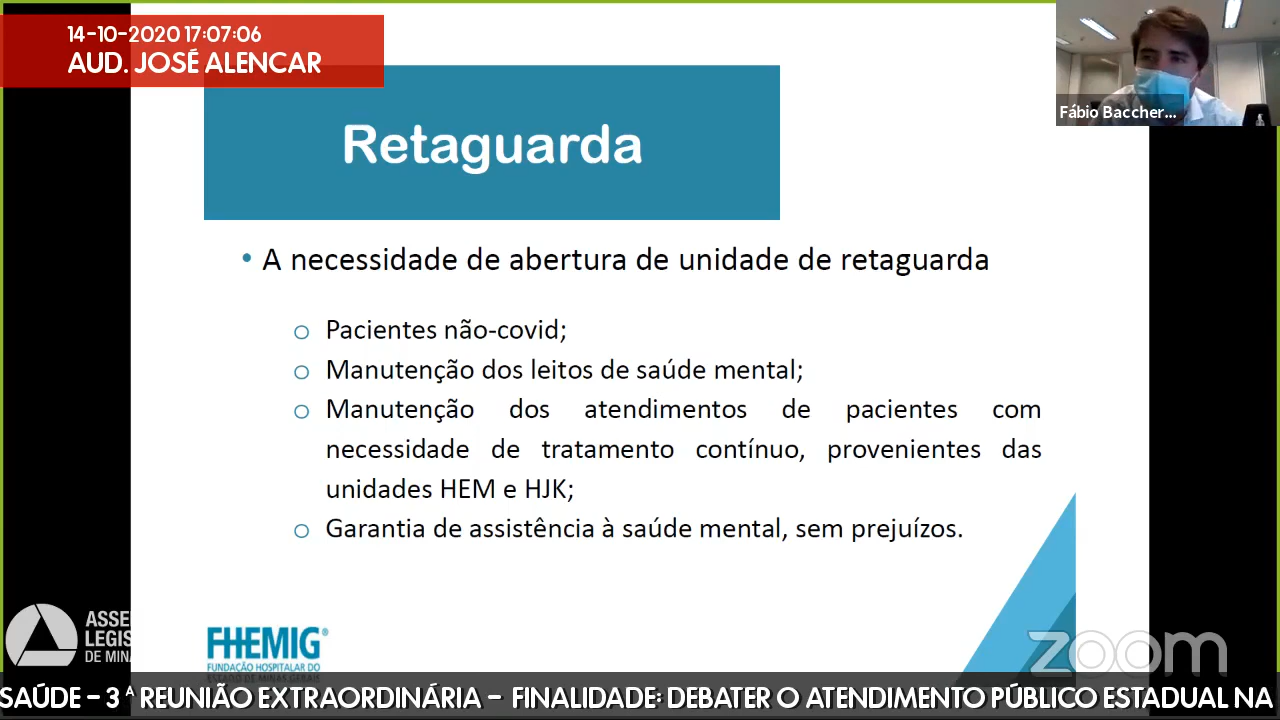 14-10-2020 17:07:06
AUD. JOSÉ ALENCAR
Fábio Baccher...
Retaguarda
• A necessidade de abertura de unidade de retaguarda
o Pacientes não-covid;
o Manutenção dos leitos de saúde mental;
o Manutenção dos atendimentos de pacientes com
necessidade de tratamento contínuo, provenientes das
unidades HEM e HJK;
o Garantia de assistência à saúde mental, sem prejuízos.
ASSE
LEGIS
DE MINA
FHEMIG®
FUNDAÇÃO HOSPITALAR DO
ESTADO DE MINAS GERAIS
zoom
SAÚDE – 3ª REUNIÃO EXTRAORDINÁRIA – FINALIDADE: DEBATER O ATENDIMENTO PÚBLICO ESTADUAL NA